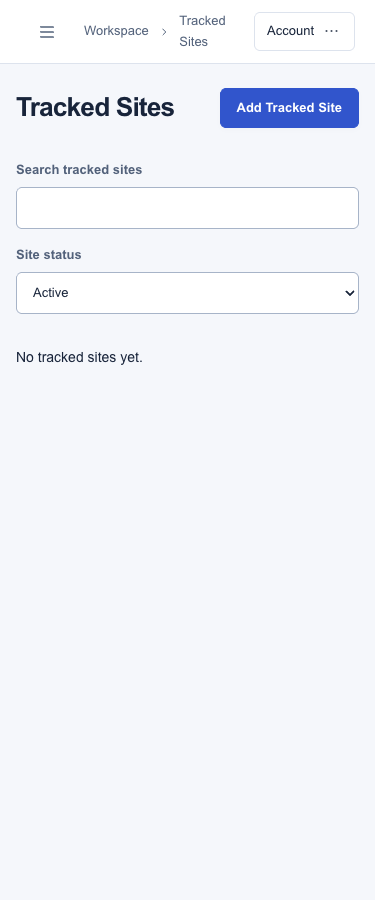 Workspace
Tracked
Sites
Account ···
Tracked Sites
Add Tracked Site
Search tracked sites
Site status
Active
No tracked sites yet.